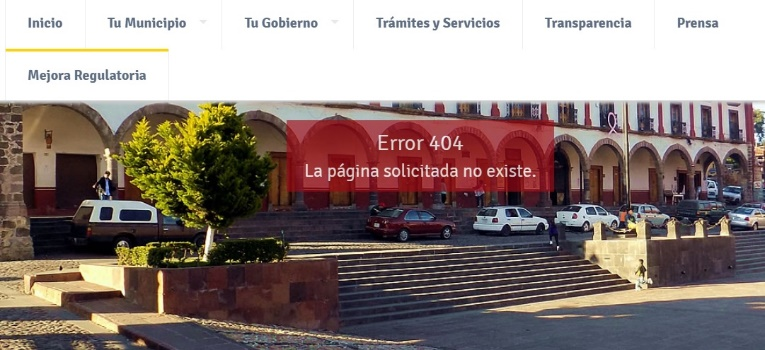 Inicio
Tu Municipio
Tu Gobierno
Trámites y Servicios
Transparencia
Prensa
Mejora Regulatoria
Error 404
La página solicitada no existe.